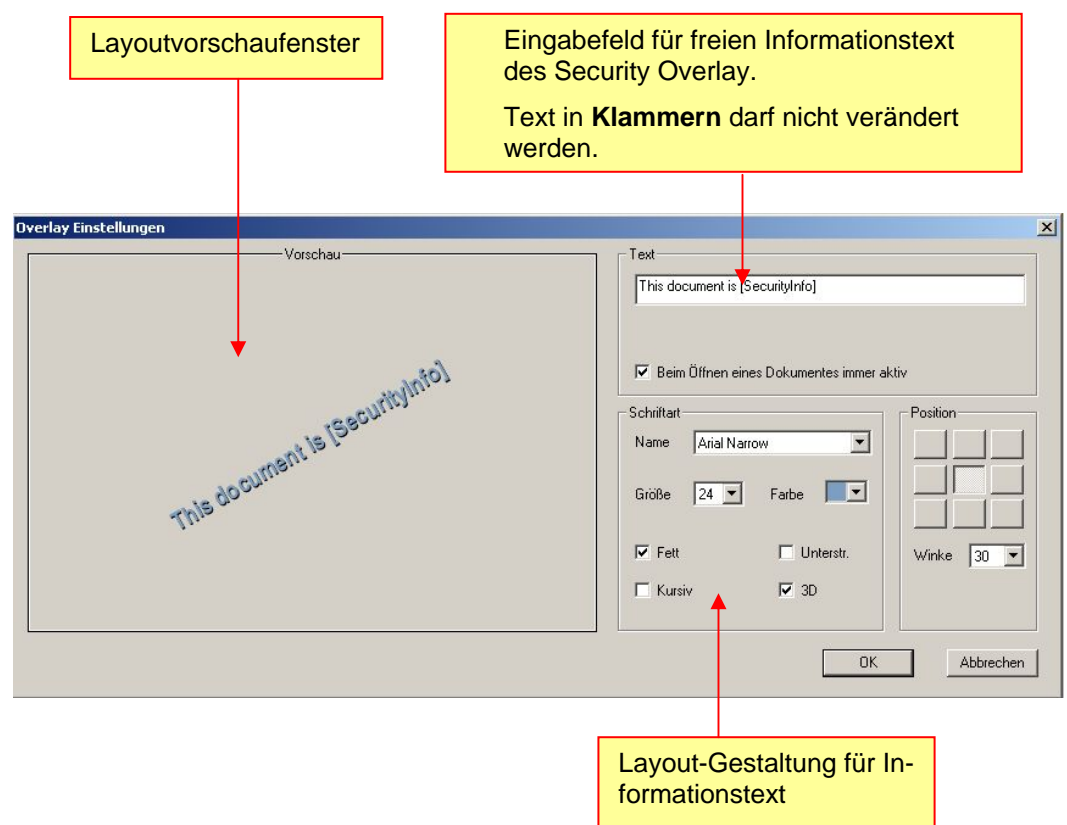 Layoutvorschaufenster
Eingabefeld für freien Informationstext
des Security Overlay.
Text in Klammern darf nicht verändert
werden.
Overlay Einstellungen
Vorschau
This document is [SecurityInfo]
Text
This document is [SecurityInfo]
Beim Öffnen eines Dokumentes immer aktiv
Schriftart
Name Arial Narrow
Größe 24 Farbe
Fett Unterstr.
Kursiv 3D
Position
Winke 30
OK Abbrechen
Layout-Gestaltung für In-
formationstext